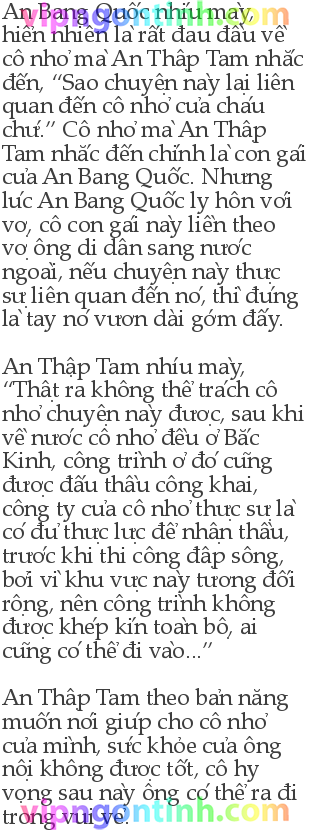 An Bang Quốc nhíu mày,
vipngontinh.com
hiển nhiên là rất đau đầu về
cô nhỏ mà An Thập Tam nhắc
đến, “Sao chuyện này lại liên
quan đến cô nhỏ của cháu
chứ.” Cô nhỏ mà An Thập
Tam nhắc đến chính là con gái
của An Bang Quốc. Nhưng
lúc An Bang Quốc ly hôn với
vợ, cô con gái này liền theo
vợ ông di dân sang nước
ngoài, nếu chuyện này thực
sự liên quan đến nó, thì đúng
là tay nó vươn dài gớm đấy.

An Thập Tam nhíu mày,
“Thật ra không thể trách cô
nhỏ chuyện này được, sau khi
về nước cô nhỏ đều ở Bắc
Kinh, công trình ở đó cũng
được đấu thầu công khai,
công ty của cô nhỏ thực sự là
có đủ thực lực để nhận thầu,
trước khi thi công đập sông,
bởi vì khu vực này tương đối
rộng, nên công trình không
được khép kín toàn bộ, ai
cũng có thể đi vào...”

An Thập Tam theo bản năng
muốn nói giúp cho cô nhỏ
của mình, sức khỏe của ông
nội không được tốt, cô hy
vọng sau này ông có thể ra đi
trong vui vẻ.
vipngontinh.com